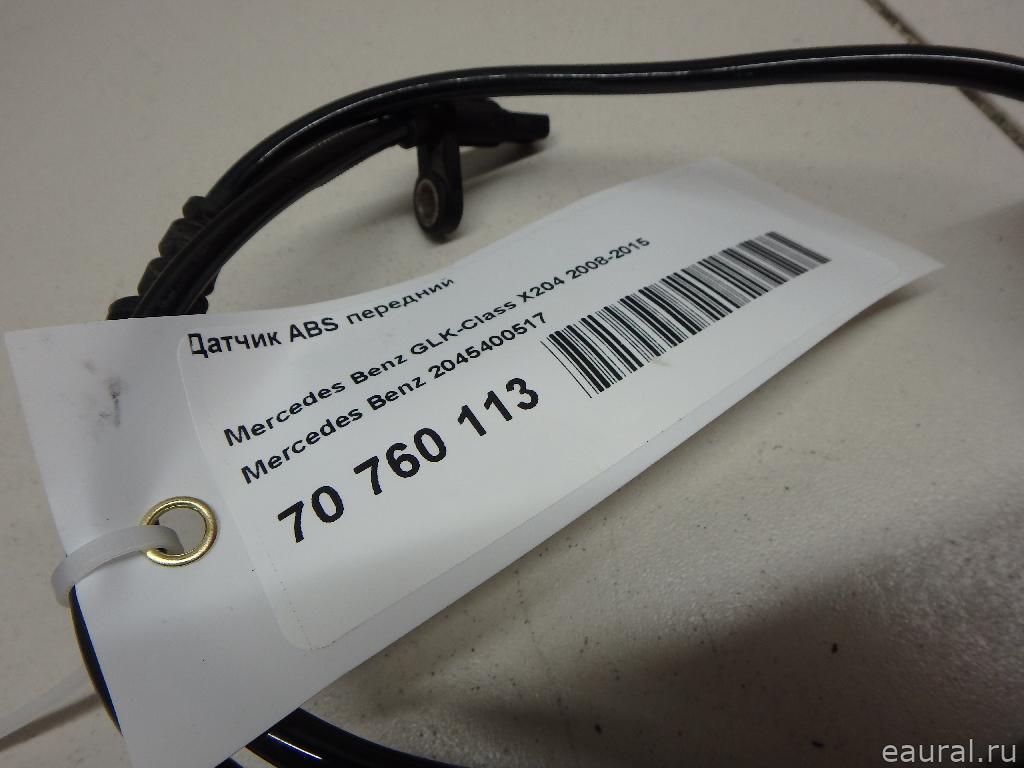 Датчик ABS передний
Mercedes Benz GLK-Class X204 2008-2015
Mercedes Benz 2045400517
70 760 113
eaural.ru